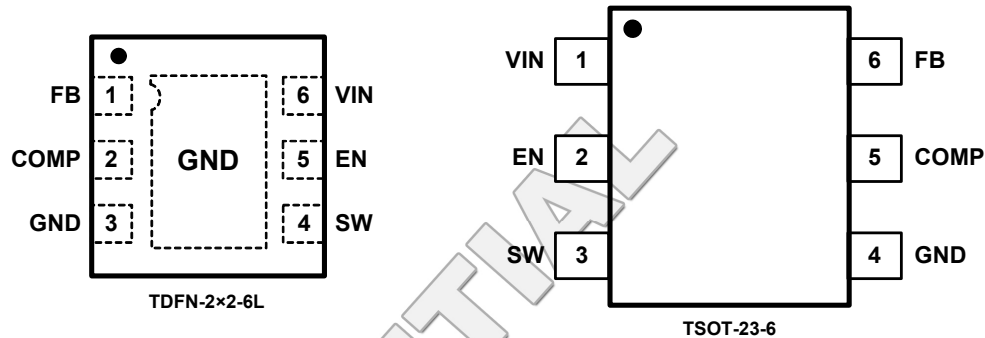 FB 1 6 VIN
COMP 2 GND 5 EN
GND 3 4 SW
TDFN-2×2-6L
VIN 1 6 FB
EN 2 5 COMP
SW 3 4 GND
TSOT-23-6